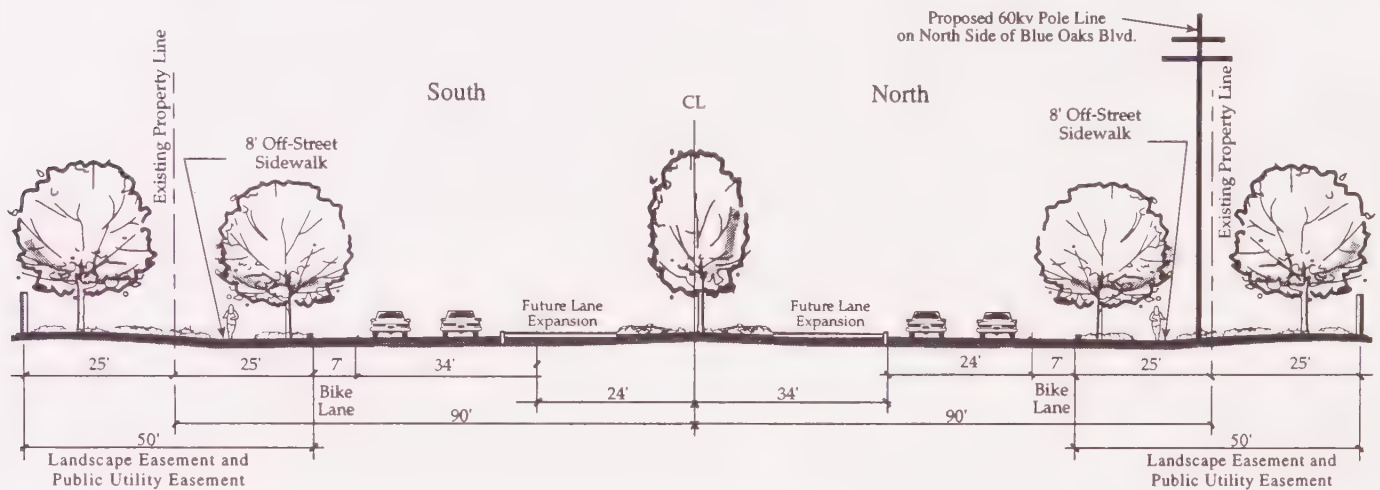 Proposed 60kv Pole Line
on North Side of Blue Oaks Blvd.
Existing Property Line
South
CL
North
8' Off-Street
Sidewalk
8' Off-Street
Sidewalk
Existing Property Line
Future Lane
Expansion
Future Lane
Expansion
25'
25'
7'
34'
24'
7'
25'
25'
Bike
Lane
24'
34'
Bike
Lane
90'
90'
50'
50'
Landscape Easement and
Public Utility Easement
Landscape Easement and
Public Utility Easement